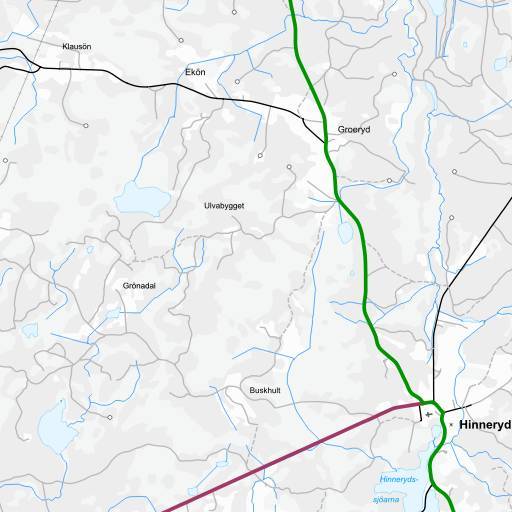 Klausön
Ekön
Groeryd
Ulvabygget
Grönadal
Buskhult
Hinneryd
Hinneryds-
sjöarna